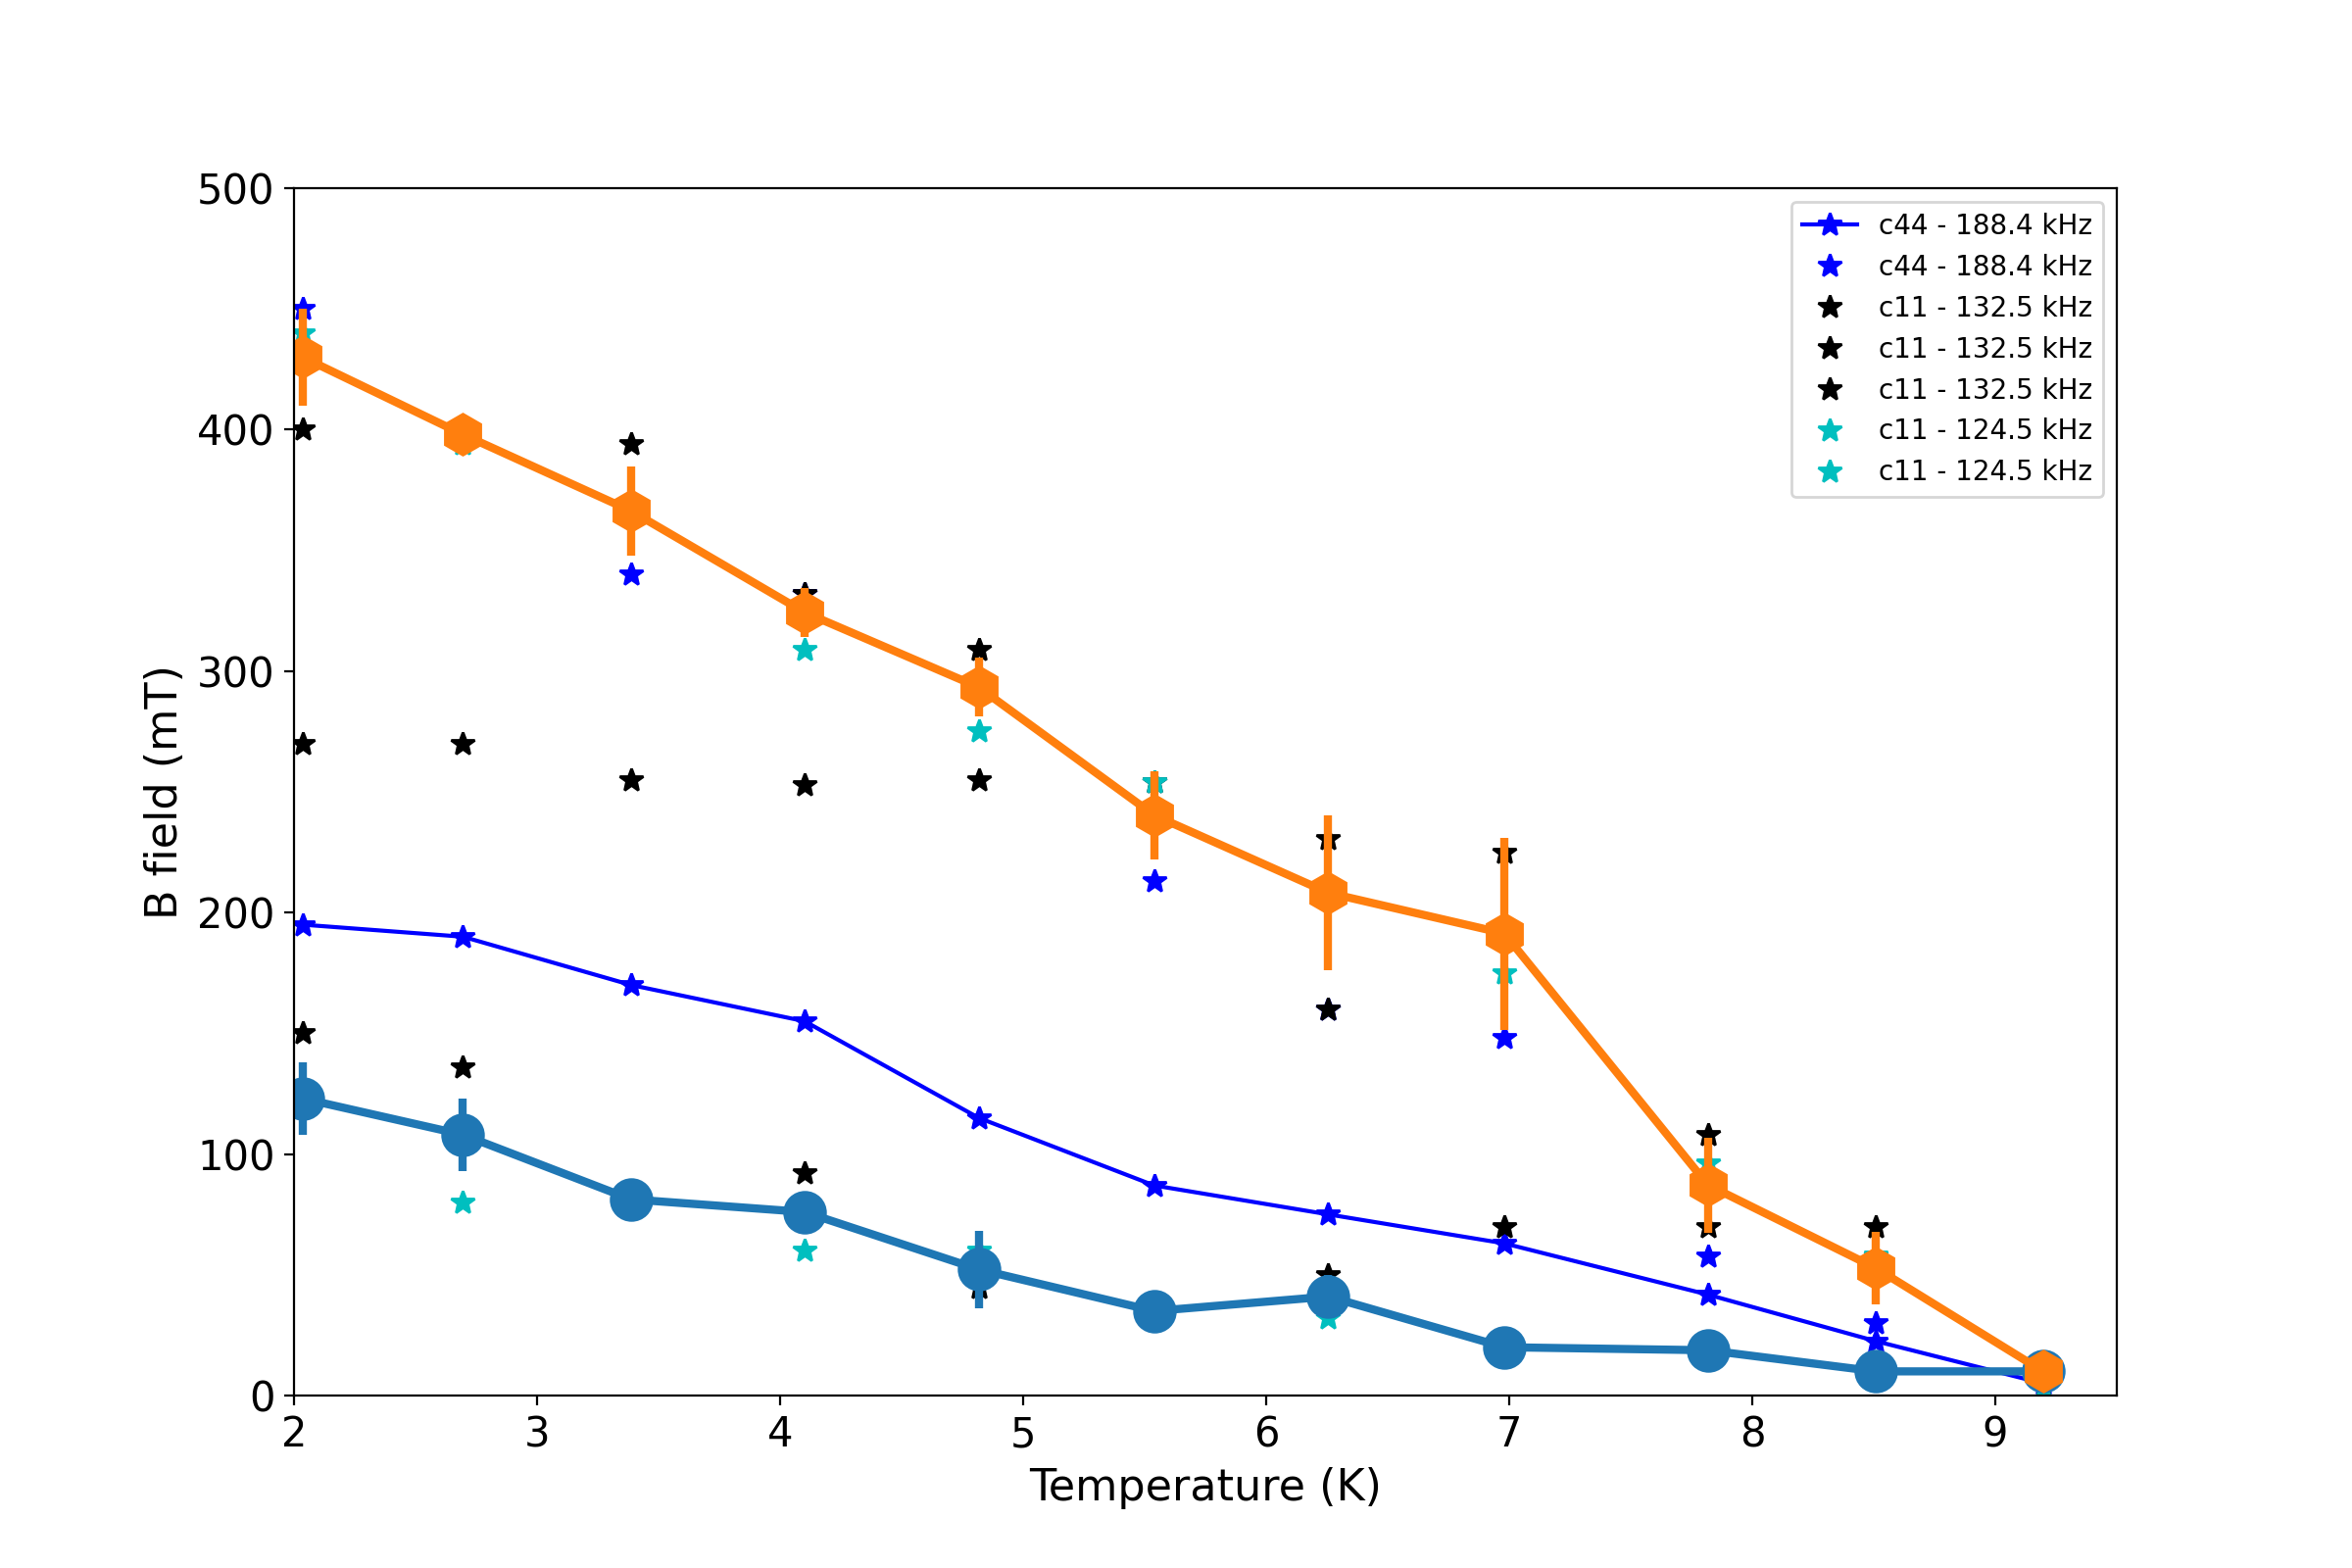 500
400
300
200
100
0
B field (mT)
c44 - 188.4 kHz
c44 - 188.4 kHz
c11 - 132.5 kHz
c11 - 132.5 kHz
c11 - 132.5 kHz
c11 - 124.5 kHz
c11 - 124.5 kHz
2 3 4 5 6 7 8 9
Temperature (K)